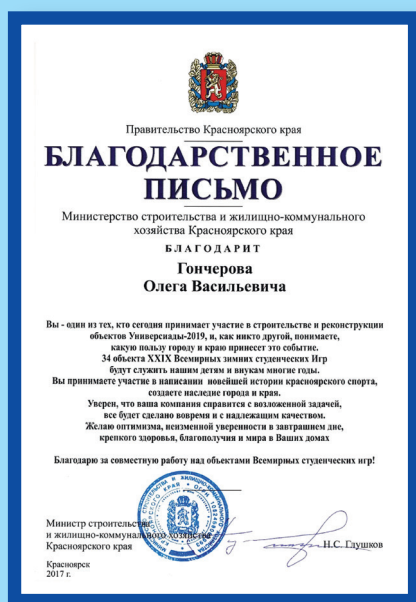 Правительство Красноярского края
БЛАГОДАРСТВЕННОЕ
ПИСЬМО
Министерство строительства и жилищно-коммунального
хозяйства Красноярского края
БЛАГОДАРИТ
Гончерова
Олега Васильевича
Вы - один из тех, кто сегодня принимает участие в строительстве и реконструкции
объектов Универсиады-2019, и, как никто другой, понимаете,
какую пользу городу и краю принесет это событие.
34 объекта XXIX Всемирных зимних студенческих Игр
будут служить нашим детям и внукам многие годы.
Вы принимаете участие в написании новейшей истории красноярского спорта,
создаете наследие города и края.
Уверен, что ваша компания справится с возложенной задачей,
все будет сделано вовремя и с надлежащим качеством.
Желаю оптимизма, неизменной уверенности в завтрашнем дне,
крепкого здоровья, благополучия и мира в Ваших домах
Благодарю за совместную работу над объектами Всемирных студенческих игр!
Министр строительства
и жилищно-коммунального хозяйства
Красноярского края
Н.С. Глушков
Красноярск
2017 г.